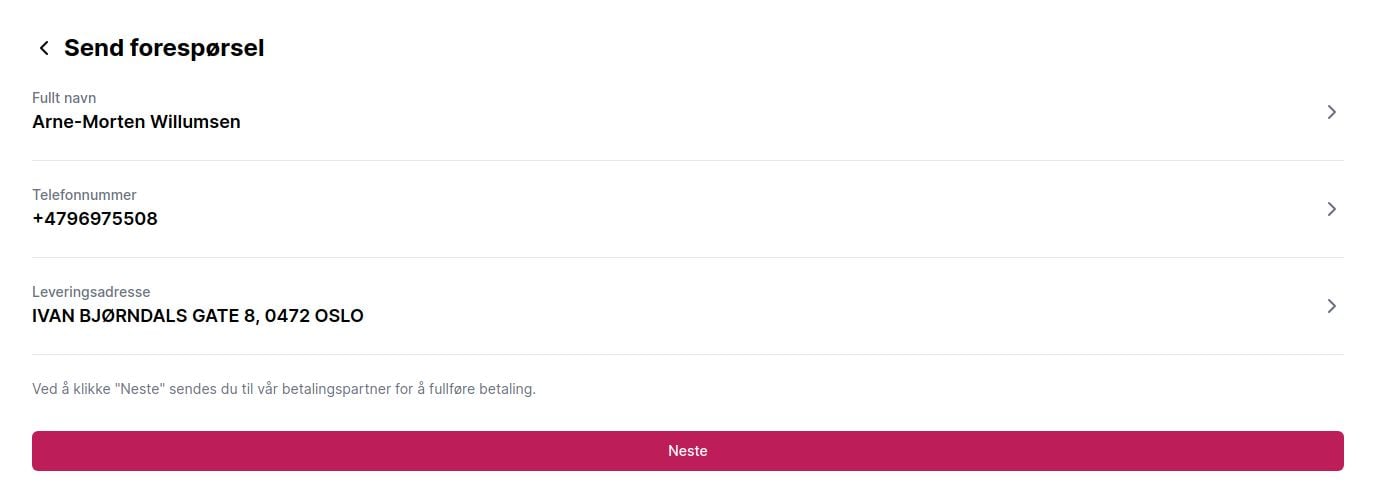 Send forespørsel
Fullt navn
Arne-Morten Willumsen
Telefonnummer
+4796975508
Leveringsadresse
IVAN BJØRNDALS GATE 8, 0472 OSLO
Ved å klikke "Neste" sendes du til vår betalingspartner for å fullføre betaling.
Neste